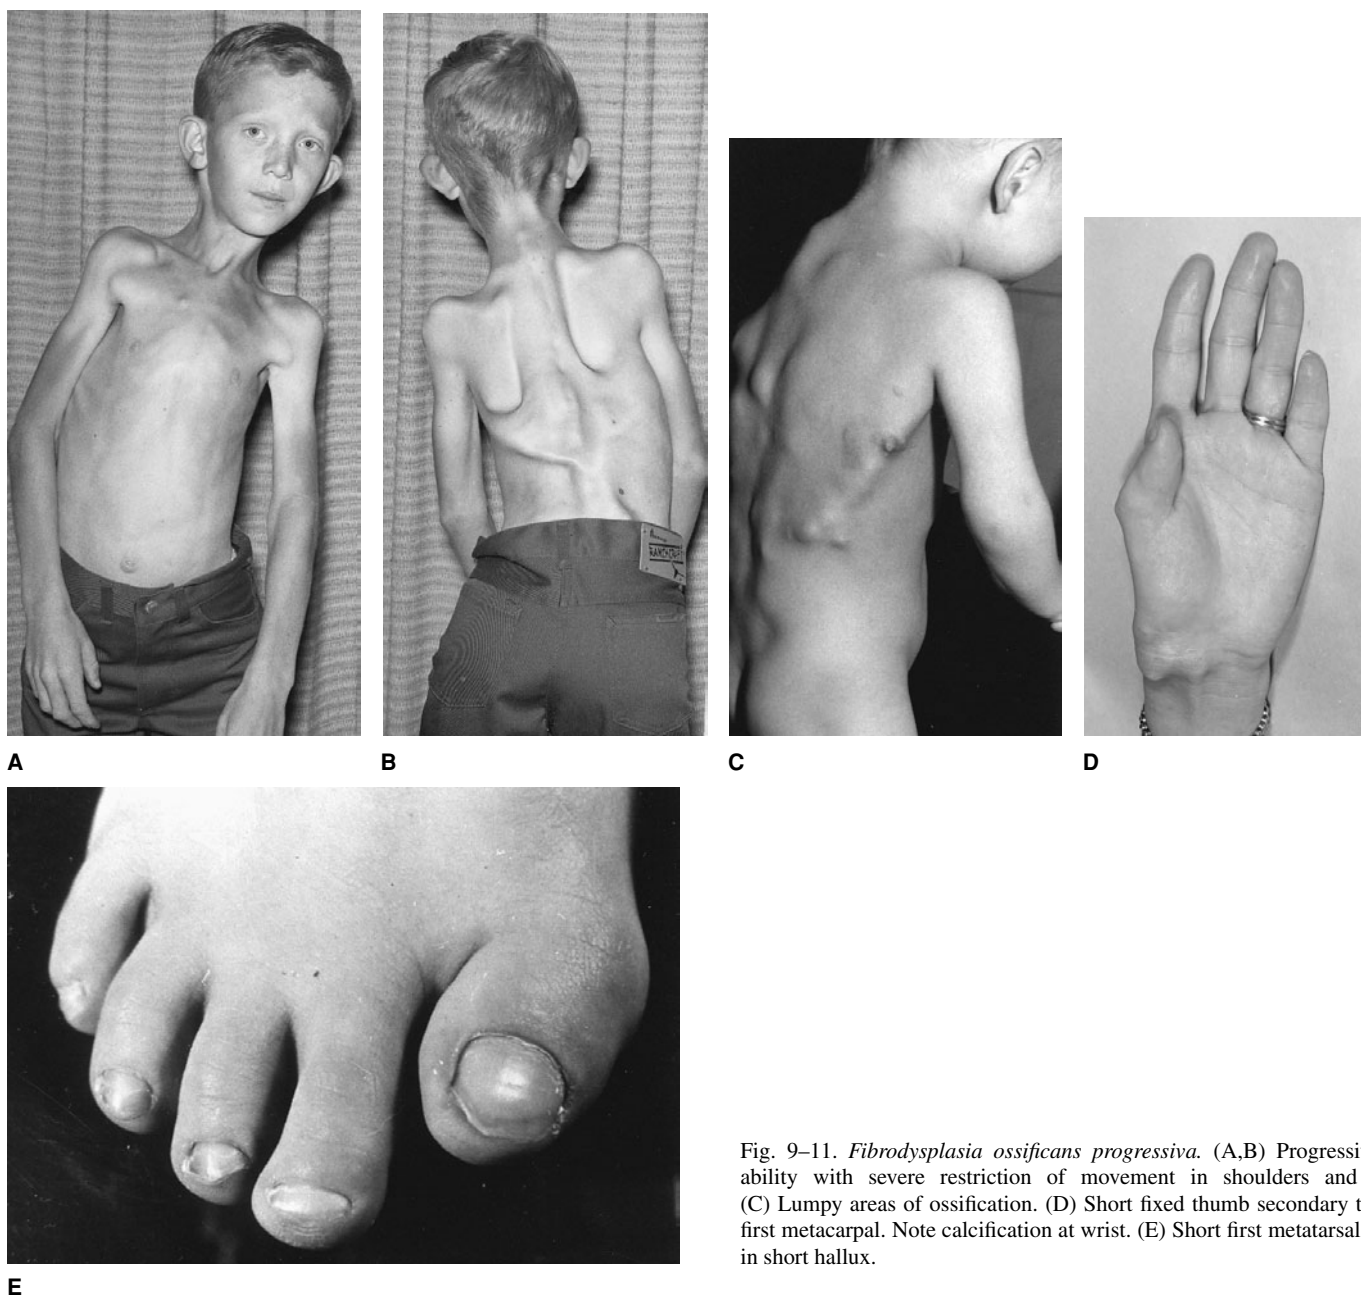 A
B
C
D
E
Fig. 9–11. Fibrodysplasia ossificans progressiva. (A,B)
ability with severe restriction of movement in shoulders and
(C) Lumpy areas of ossification. (D) Short fixed thumb secondary
first metacarpal. Note calcification at wrist. (E) Short first metatarsal
in short hallux.